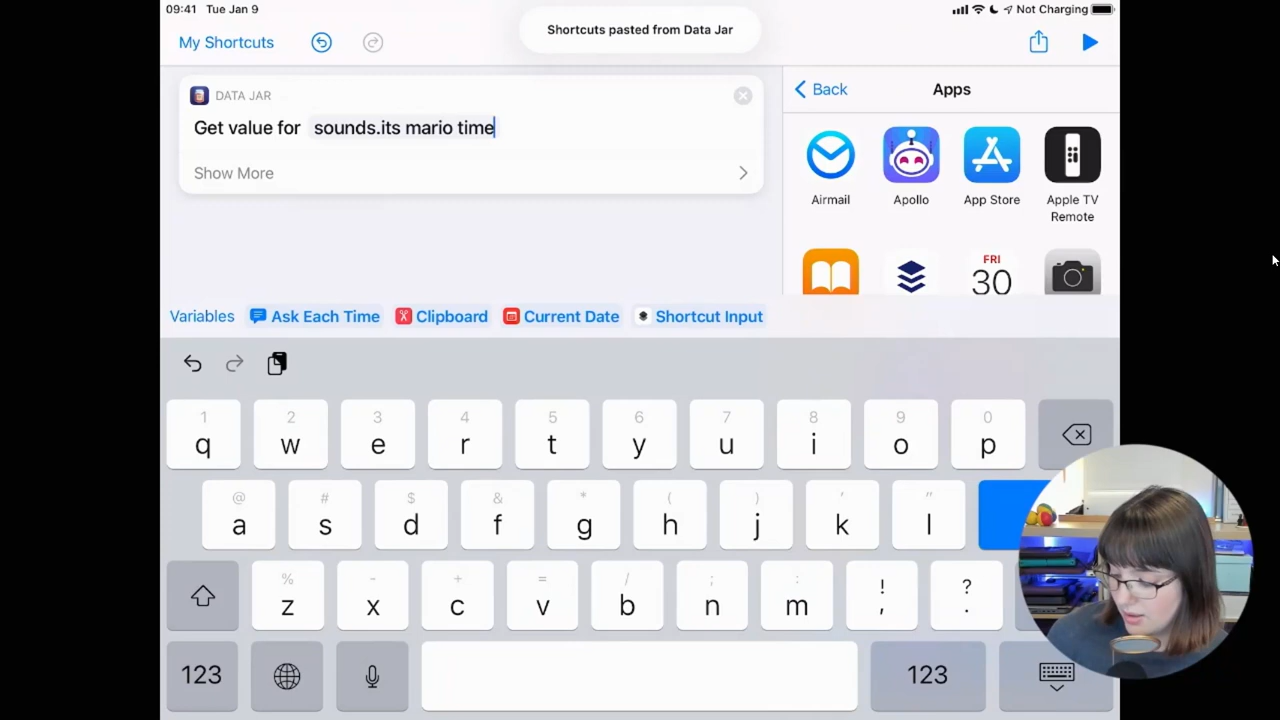 09:41 Tue Jan 9
Not Charging
Shortcuts pasted from Data Jar
My Shortcuts
DATA JAR
Get value for sounds.its mario time
Show More
Back
Apps
Airmail
Apollo
App Store
Apple TV
Remote
FRI
30
Variables Ask Each Time Clipboard Current Date Shortcut Input
1 2 3 4 5 6 7 8 9 0
q w e r t y u i o p
@ # $ & * ( ) ' "
a s d f g h j k l
% - + = / ; : ! ?
z x c v b n m , .
123 123